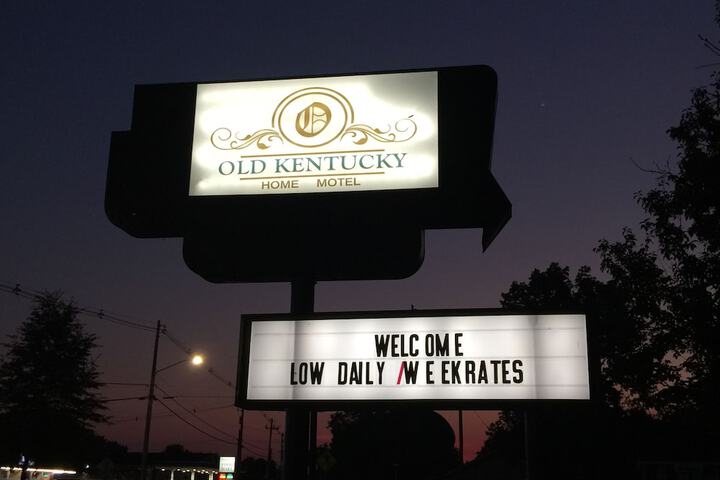 O
OLD KENTUCKY
HOME MOTEL
WELCOME
LOW DAILY /WEEKRATES